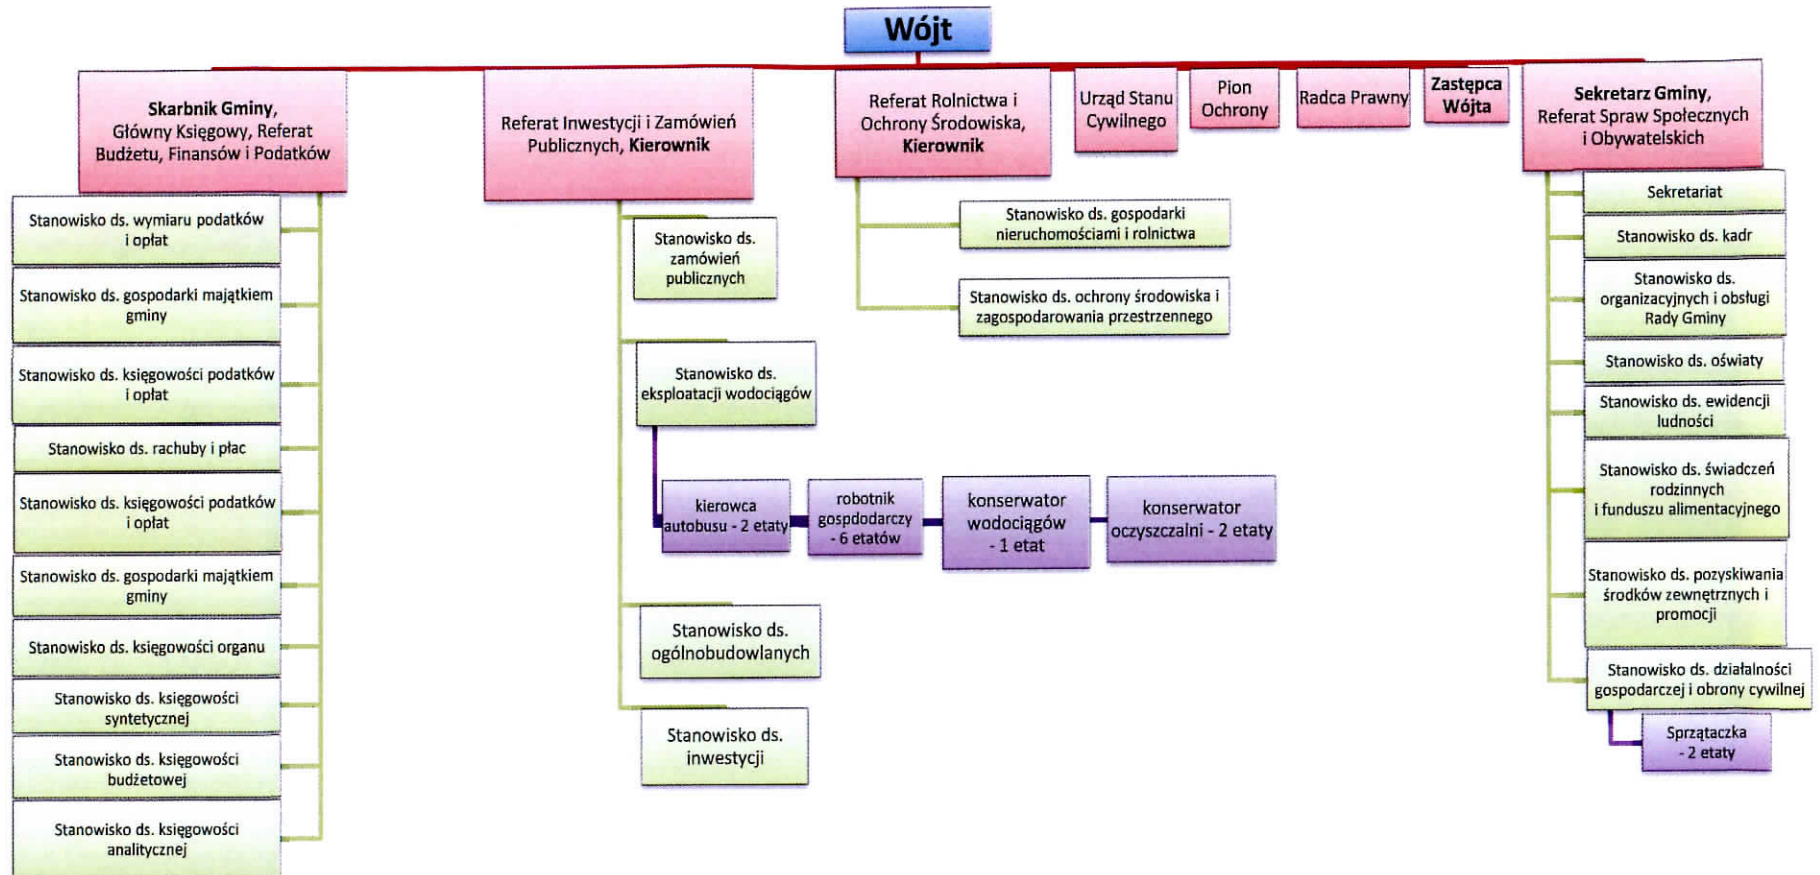 Wójt
Skarbnik Gminy,
Główny Księgowy, Referat
Budżetu, Finansów i Podatków
Stanowisko ds. wymiaru podatków
i opłat
Stanowisko ds. gospodarki majątkiem
gminy
Stanowisko ds. księgowości podatków
i opłat
Stanowisko ds. rachuby i płac
Stanowisko ds. księgowości podatków
i opłat
Stanowisko ds. gospodarki majątkiem
gminy
Stanowisko ds. księgowości organu
Stanowisko ds. księgowości
syntetycznej
Stanowisko ds. księgowości
budżetowej
Stanowisko ds. księgowości
analitycznej
Referat Inwestycji i Zamówień
Publicznych, Kierownik
Stanowisko ds.
zamówień
publicznych
Stanowisko ds.
eksploatacji wodociągów
kierowca
autobusu - 2 etaty
robotnik
gospdodarczy
- 6 etatów
konserwator
wodociągów
- 1 etat
konserwator
oczyszczalni - 2 etaty
Stanowisko ds.
ogólnobudowlanych
Stanowisko ds.
inwestycji
Referat Rolnictwa i
Ochrony Środowiska,
Kierownik
Stanowisko ds. gospodarki
nieruchomościami i rolnictwa
Stanowisko ds. ochrony środowiska i
zagospodarowania przestrzennego
Urząd Stanu
Cywilnego
Pion
Ochrony
Radca Prawny
Zastępca
Wójta
Sekretarz Gminy,
Referat Spraw Społecznych
i Obywatelskich
Sekretariat
Stanowisko ds. kadr
Stanowisko ds.
organizacyjnych i obsługi
Rady Gminy
Stanowisko ds. oświaty
Stanowisko ds. ewidencji
ludności
Stanowisko ds. świadczeń
rodzinnych
i funduszu alimentacyjnego
Stanowisko ds. pozyskiwania
środków zewnętrznych i
promocji
Stanowisko ds. działalności
gospodarczej i obrony cywilnej
Sprzątaczka
- 2 etaty